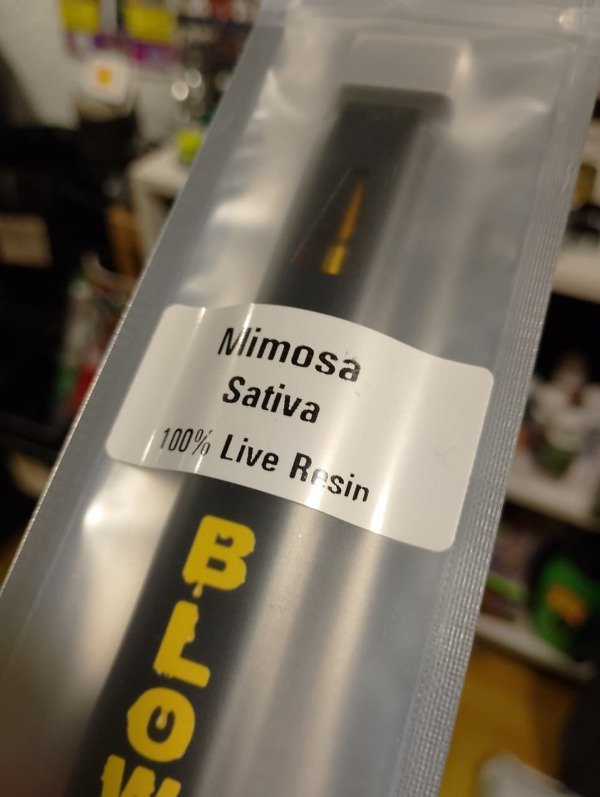 Mimosa
Sativa
100% Live Resin
BLOW